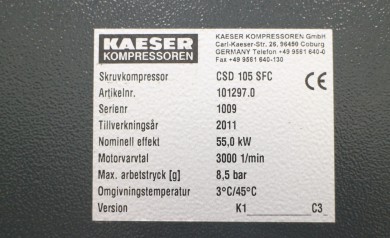 KAESER
KOMPRESSOREN
KAESER KOMPRESSOREN GmbH
Carl-Kaeser-Str. 26, 96450 Coburg
GERMANY Telefon +49 9561 640-0
Fax +49 9561 640-130
CE
Skruvkompressor CSD 105 SFC
Artikelnr. 101297.0
Serienr 1009
Tillverkningsår 2011
Nominell effekt 55,0 kW
Motorvarvtal 3000 1/min
Max. arbetstryck [g] 8,5 bar
Omgivningstemperatur 3°C/45°C
Version K1________C3